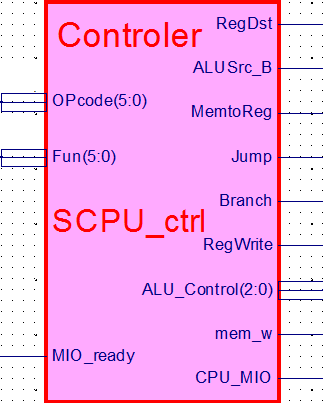 Controler
RegDst
ALUSrc_B
OPcode(5:0)
MemtoReg
Fun(5:0)
Jump
Branch
SCPU_ctrl
RegWrite
ALU_Control(2:0)
mem_w
MIO_ready
CPU_MIO